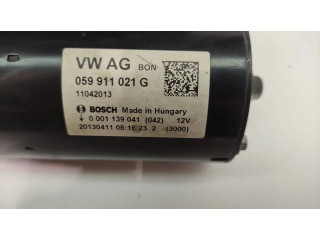 VW AG BON
059 911 021 G
11042013
BOSCH Made in Hungary
0 001 139 041 (042) 12V
20130411 08:16:23 2 (3000)